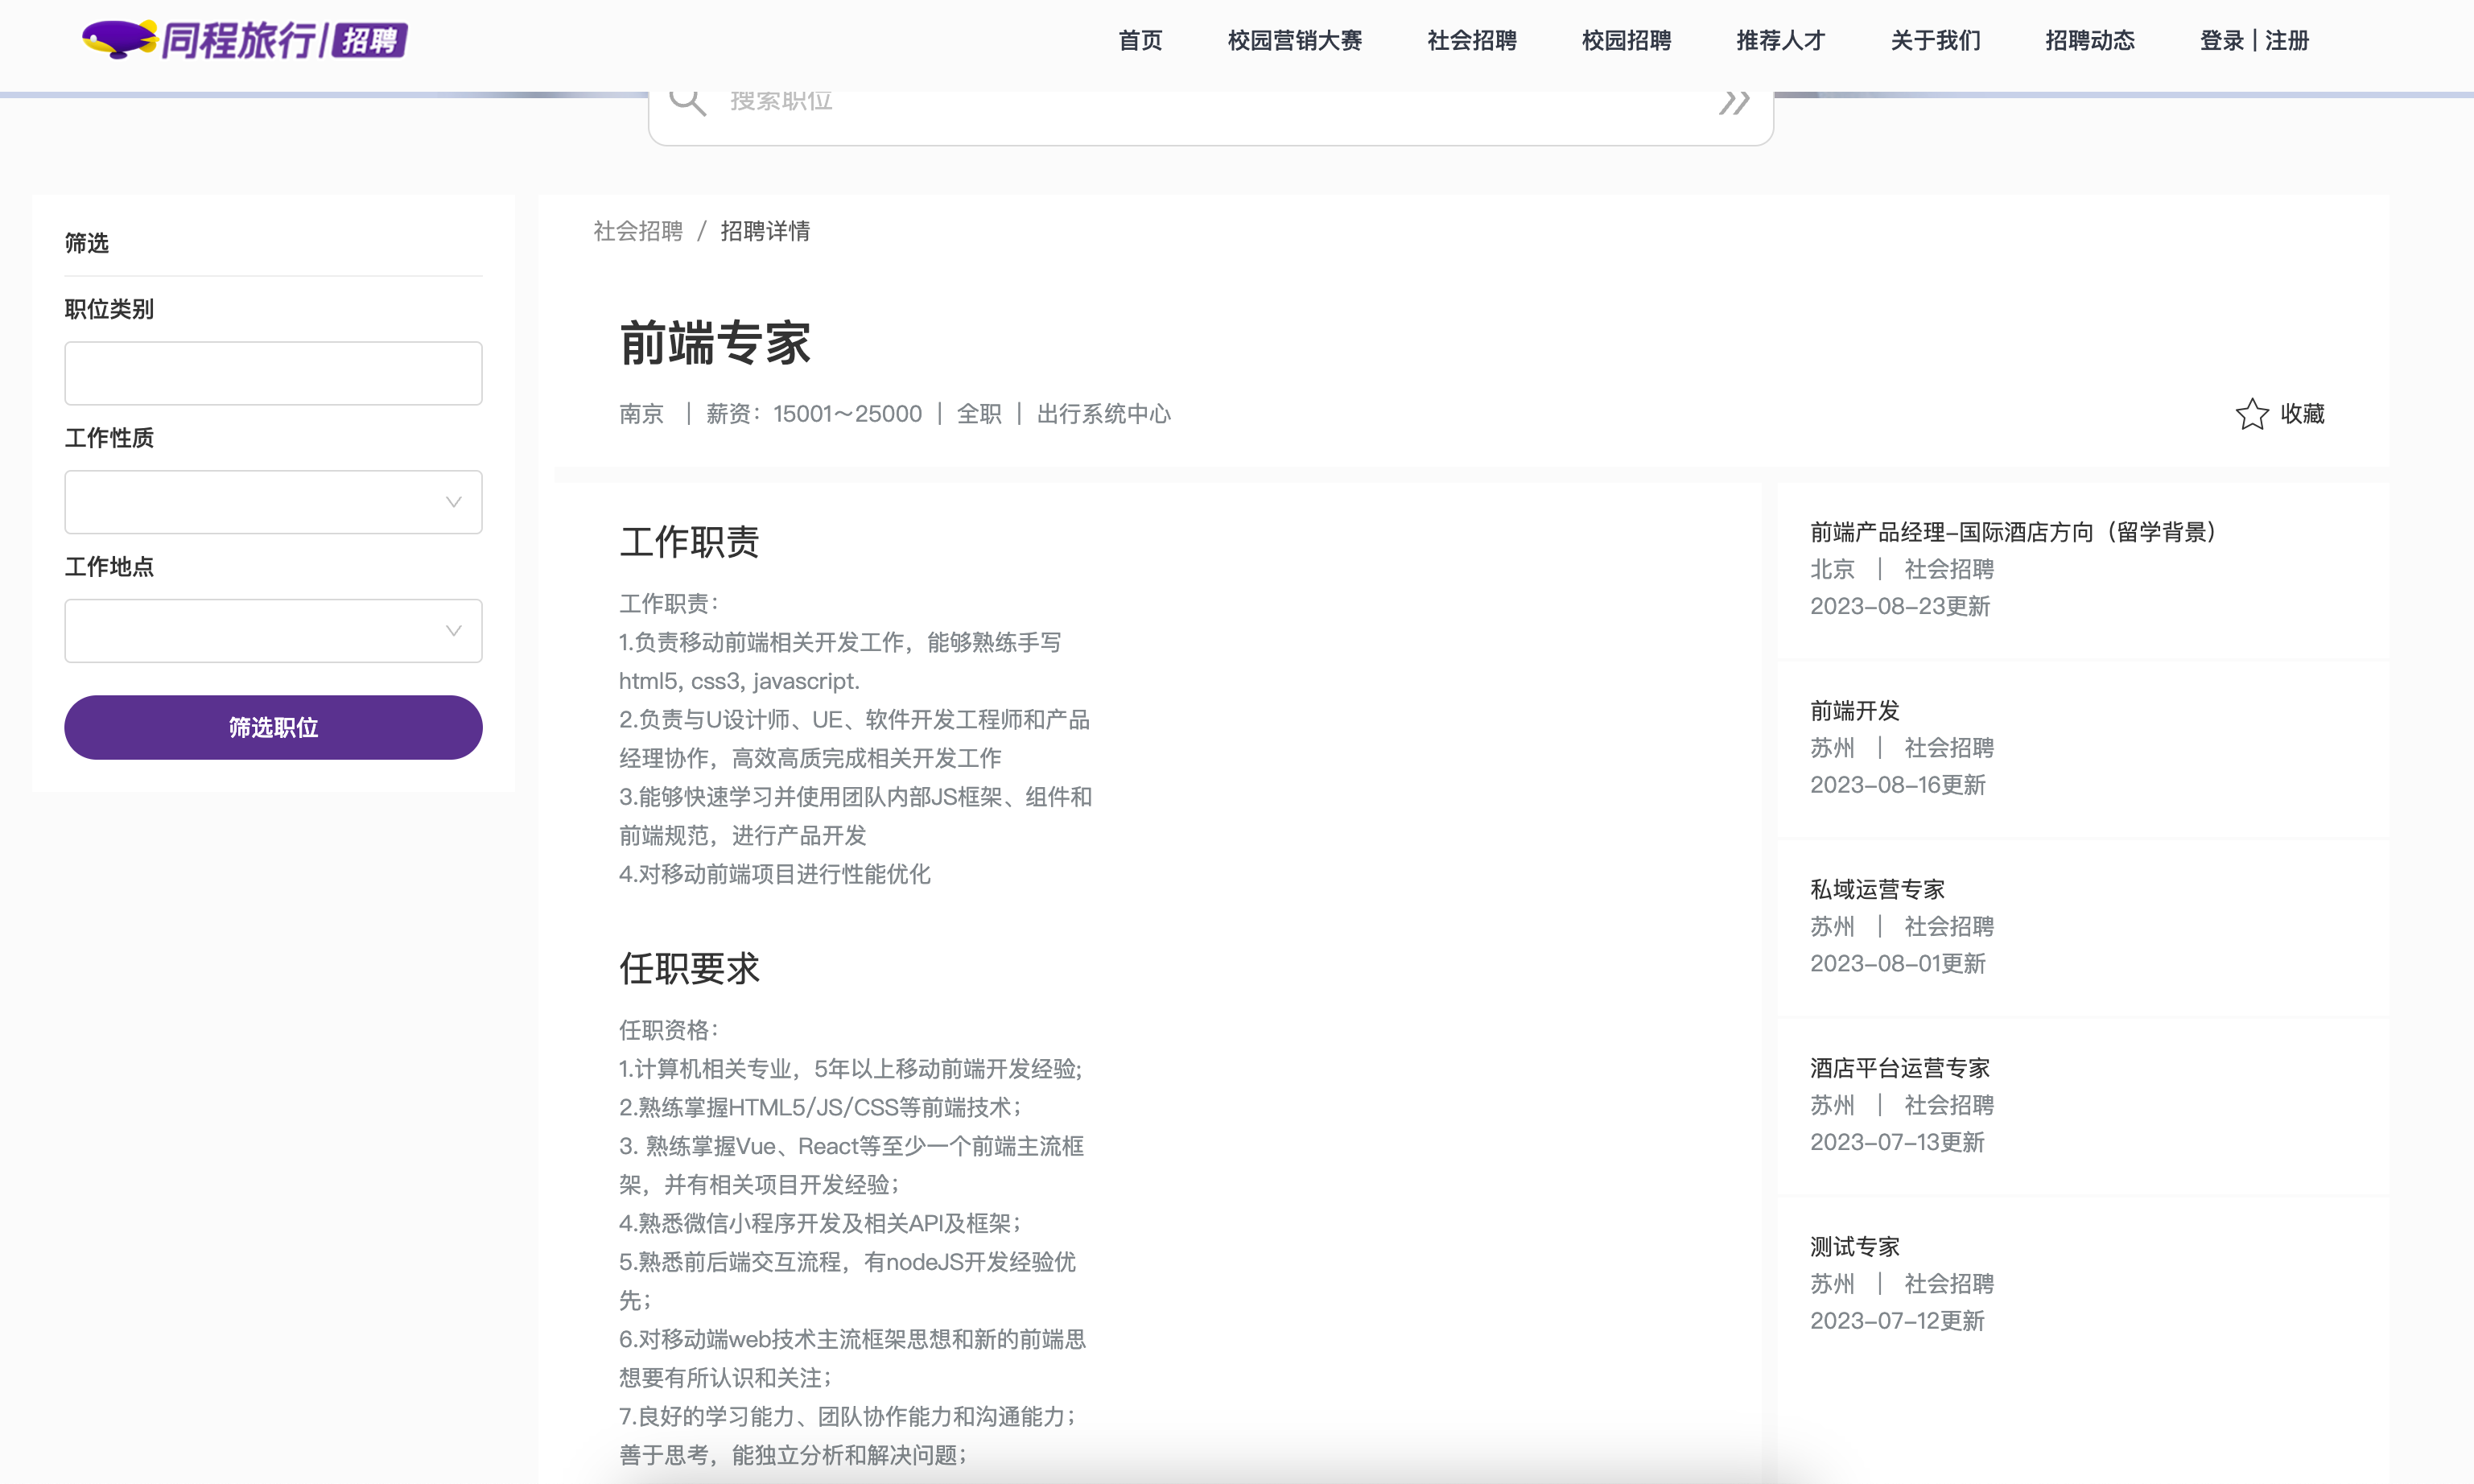 同程旅行 | 招聘
首页 校园营销大赛 社会招聘 校园招聘 推荐人才 关于我们 招聘动态 登录 | 注册
搜索职位
筛选
职位类别
工作性质
工作地点
筛选职位
社会招聘 / 招聘详情
前端专家
南京 | 薪资：15001～25000 | 全职 | 出行系统中心
收藏
工作职责
工作职责：
1.负责移动前端相关开发工作，能够熟练手写
html5, css3, javascript.
2.负责与U设计师、UE、软件开发工程师和产品
经理协作，高效高质完成相关开发工作
3.能够快速学习并使用团队内部JS框架、组件和
前端规范，进行产品开发
4.对移动前端项目进行性能优化
任职要求
任职资格：
1.计算机相关专业，5年以上移动前端开发经验;
2.熟练掌握HTML5/JS/CSS等前端技术；
3. 熟练掌握Vue、React等至少一个前端主流框
架，并有相关项目开发经验；
4.熟悉微信小程序开发及相关API及框架；
5.熟悉前后端交互流程，有nodeJS开发经验优
先；
6.对移动端web技术主流框架思想和新的前端思
想要有所认识和关注；
7.良好的学习能力、团队协作能力和沟通能力；
善于思考，能独立分析和解决问题；
前端产品经理-国际酒店方向（留学背景）
北京 | 社会招聘
2023-08-23更新
前端开发
苏州 | 社会招聘
2023-08-16更新
私域运营专家
苏州 | 社会招聘
2023-08-01更新
酒店平台运营专家
苏州 | 社会招聘
2023-07-13更新
测试专家
苏州 | 社会招聘
2023-07-12更新